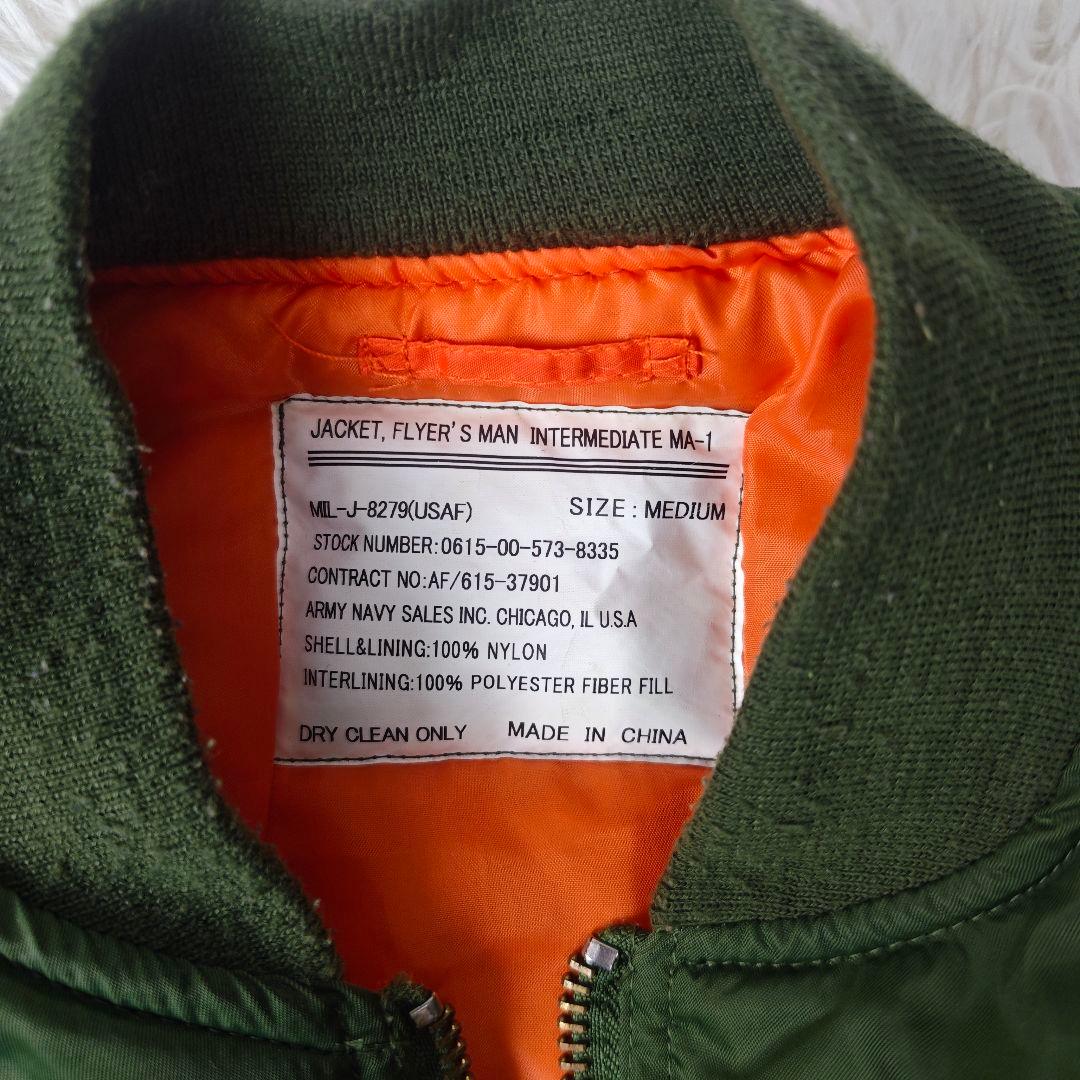 JACKET, FLYER'S MAN INTERMEDIATE MA-1
MIL-J-8279(USAF) SIZE : MEDIUM
STOCK NUMBER:0615-00-573-8335
CONTRACT NO:AF/615-37901
ARMY NAVY SALES INC. CHICAGO, IL U.S.A
SHELL&LINING:100% NYLON
INTERLINING:100% POLYESTER FIBER FILL
DRY CLEAN ONLY MADE IN CHINA